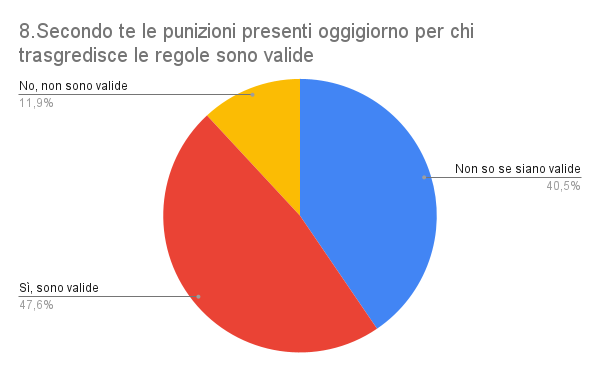 8.Secondo te le punizioni presenti oggigiorno per chi
trasgredisce le regole sono valide
No, non sono valide
11,9%
Non so se siano valide
40,5%
Sì, sono valide
47,6%